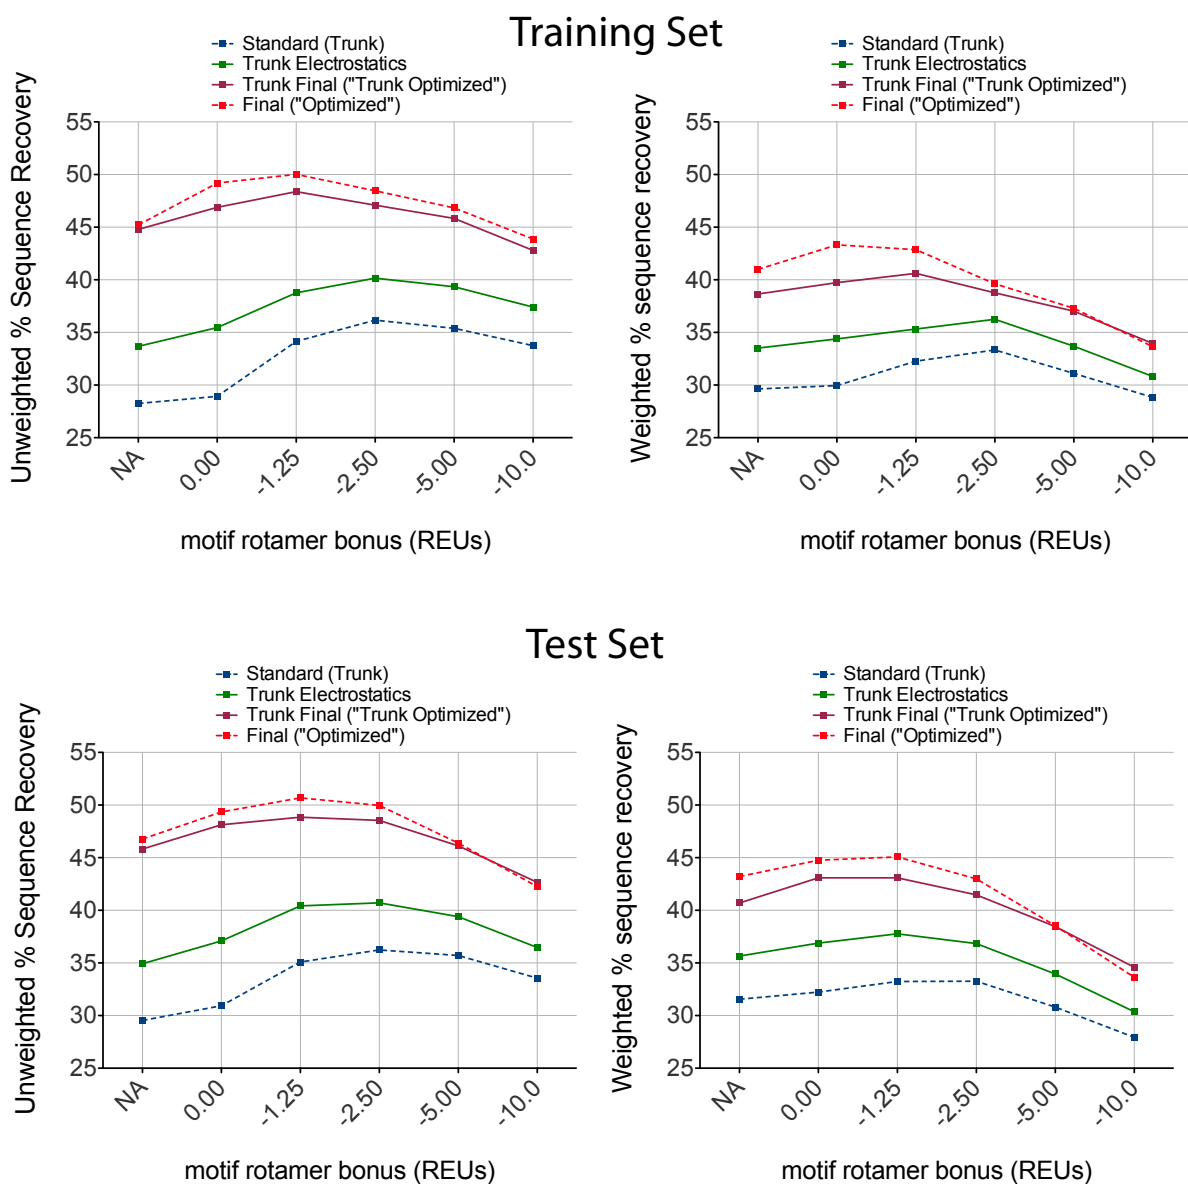 Training Set
Standard (Trunk)
Trunk Electrostatics
Trunk Final ("Trunk Optimized")
Final ("Optimized")
Unweighted % Sequence Recovery
55
50
45
40
35
30
25
NA
0.00
-1.25
-2.50
-5.00
-10.0
motif rotamer bonus (REUs)
Standard (Trunk)
Trunk Electrostatics
Trunk Final ("Trunk Optimized")
Final ("Optimized")
Weighted % sequence recovery
55
50
45
40
35
30
25
NA
0.00
-1.25
-2.50
-5.00
-10.0
motif rotamer bonus (REUs)
Test Set
Standard (Trunk)
Trunk Electrostatics
Trunk Final ("Trunk Optimized")
Final ("Optimized")
Unweighted % Sequence Recovery
55
50
45
40
35
30
25
NA
0.00
-1.25
-2.50
-5.00
-10.0
motif rotamer bonus (REUs)
Standard (Trunk)
Trunk Electrostatics
Trunk Final ("Trunk Optimized")
Final ("Optimized")
Weighted % sequence recovery
55
50
45
40
35
30
25
NA
0.00
-1.25
-2.50
-5.00
-10.0
motif rotamer bonus (REUs)